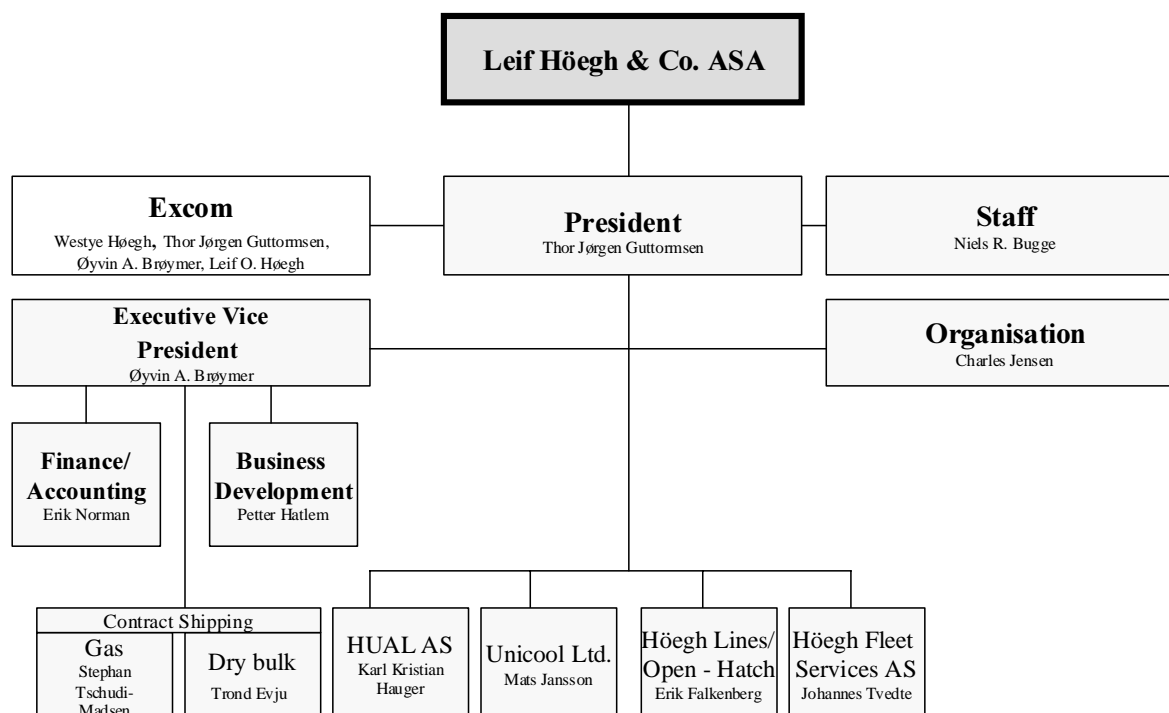 Leif Höegh & Co. ASA
Excom
Westye Høegh, Thor Jørgen Guttormsen,
Øyvin A. Brøymer, Leif O. Høegh
President
Thor Jørgen Guttormsen
Staff
Niels R. Bugge
Executive Vice
President
Øyvin A. Brøymer
Organisation
Charles Jensen
Finance/
Accounting
Erik Norman
Business
Development
Petter Hatlem
Contract Shipping
Gas
Stephan
Tschudi-
Madsen
Dry bulk
Trond Evju
HUAL AS
Karl Kristian
Hauger
Unicool Ltd.
Mats Jansson
Höegh Lines/
Open - Hatch
Erik Falkenberg
Höegh Fleet
Services AS
Johannes Tvedte